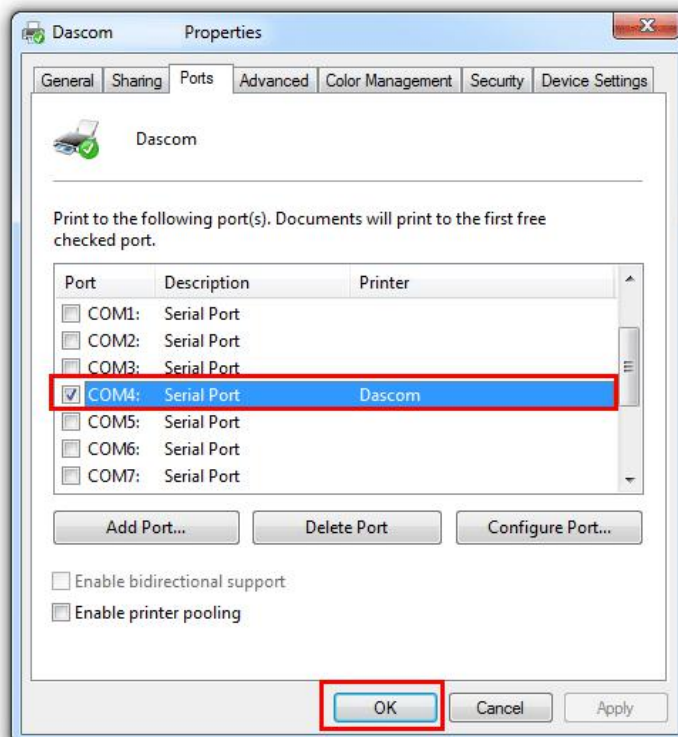 Dascom Properties
General Sharing Ports Advanced Color Management Security Device Settings
Dascom
Print to the following port(s). Documents will print to the first free
checked port.
Port Description Printer
COM1: Serial Port
COM2: Serial Port
COM3: Serial Port
COM4: Serial Port Dascom
COM5: Serial Port
COM6: Serial Port
COM7: Serial Port
Add Port... Delete Port Configure Port...
Enable bidirectional support
Enable printer pooling
OK Cancel Apply